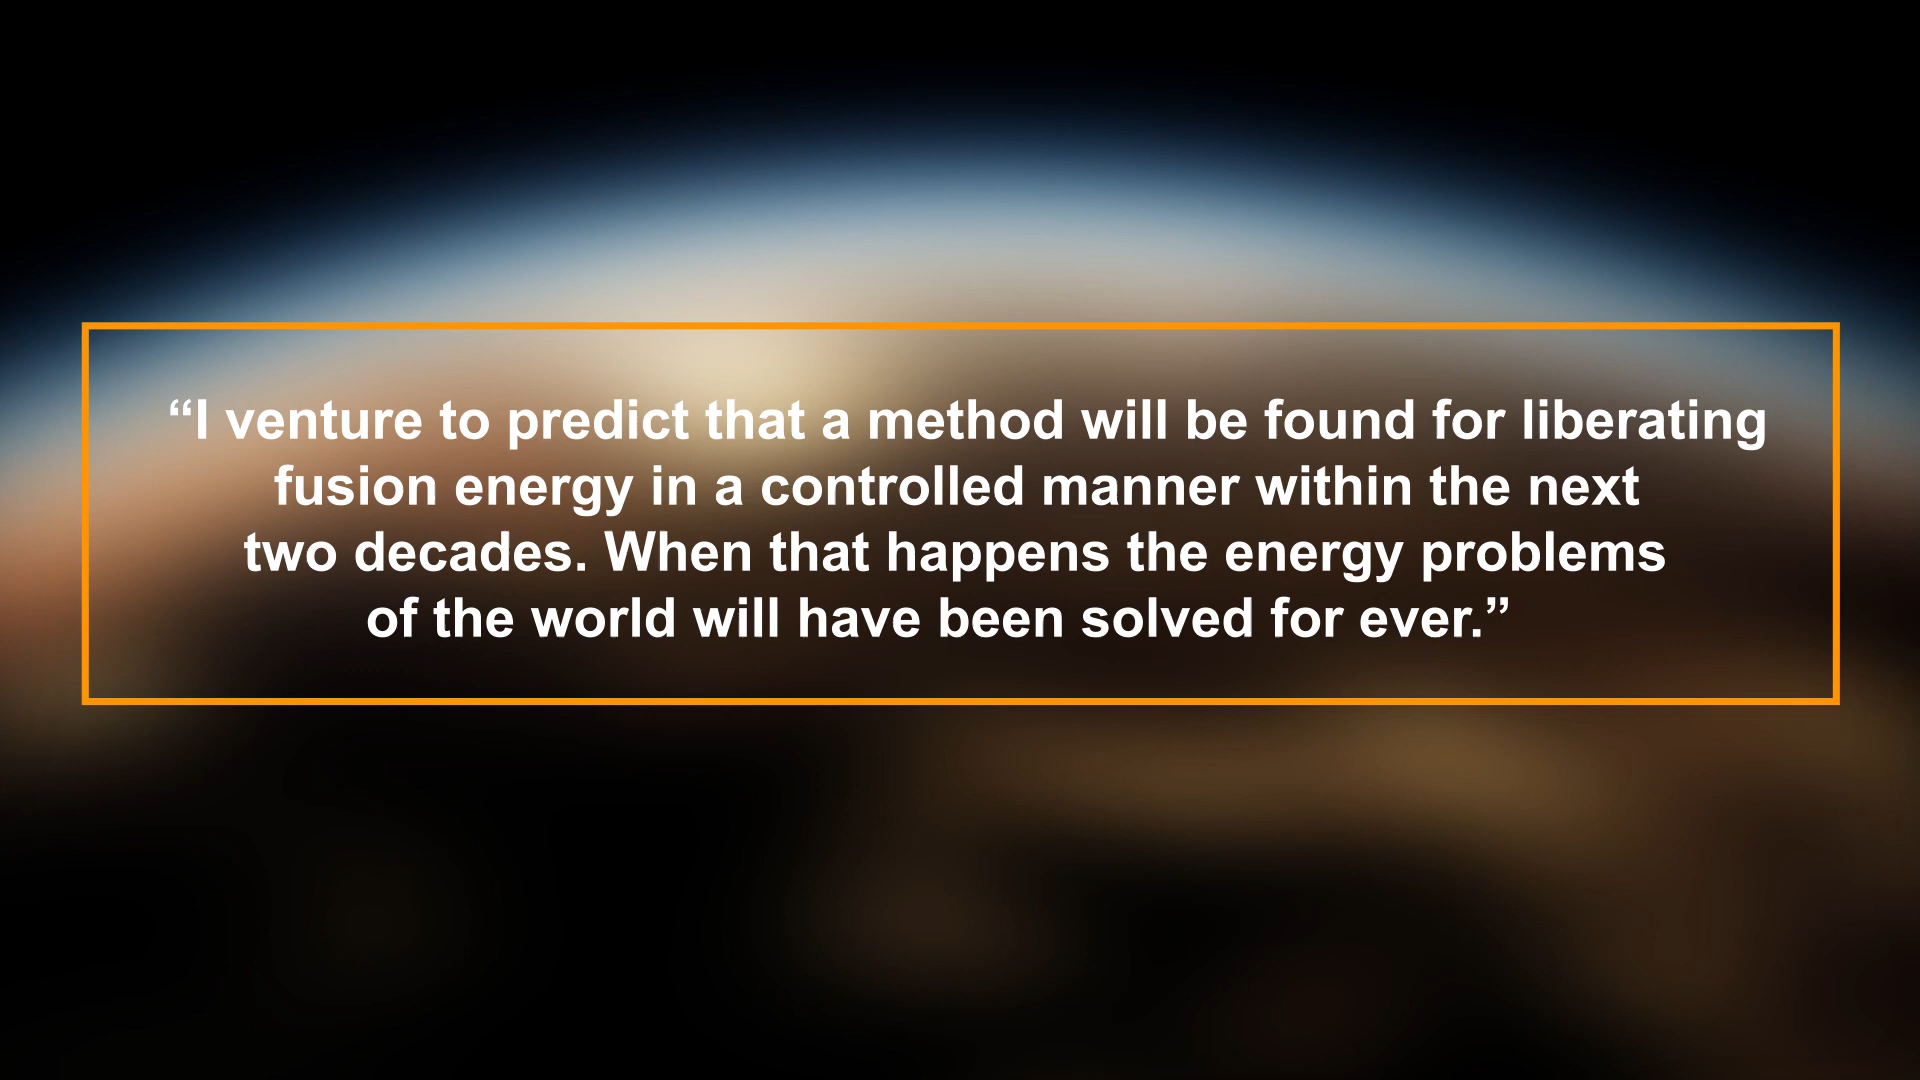 “I venture to predict that a method will be found for liberating
fusion energy in a controlled manner within the next
two decades. When that happens the energy problems
of the world will have been solved for ever.”